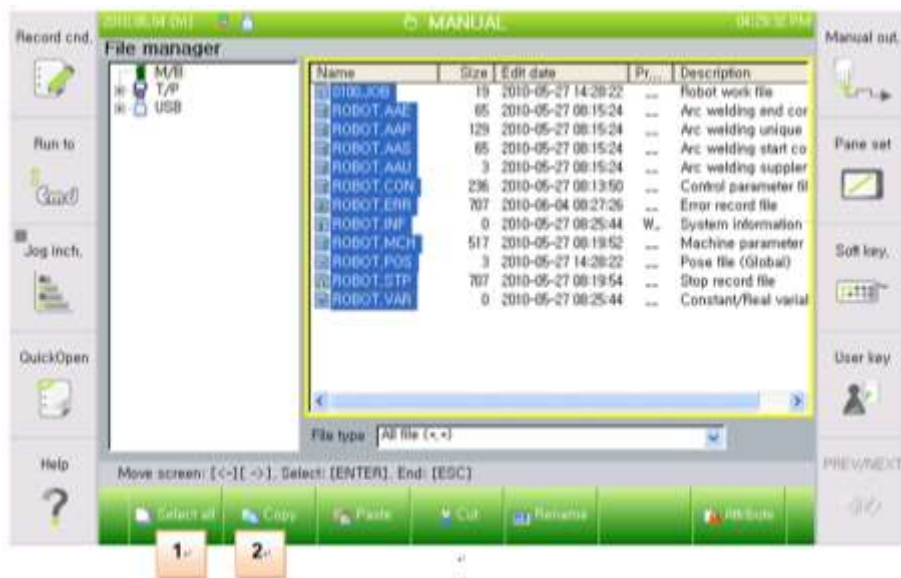 2010.06.04 (fri) MANUAL 04:29:32 PM
Record cnd.
Run to
Cmd
Jog inch.
QuickOpen
Help
File manager
M/B
T/P
USB
Name Size Edit date Pr... Description
0100.JOB 19 2010-05-27 14:28:22 ... Robot work file
ROBOT.AAE 65 2010-05-27 08:15:24 ... Arc welding end cor
ROBOT.AAP 129 2010-05-27 08:15:24 ... Arc welding unique
ROBOT.AAS 65 2010-05-27 08:15:24 ... Arc welding start co
ROBOT.AAU 3 2010-05-27 08:15:24 ... Arc welding suppler
ROBOT.CON 236 2010-05-27 08:13:50 ... Control parameter fil
ROBOT.ERR 707 2010-06-04 08:27:26 ... Error record file
ROBOT.INF 0 2010-05-27 08:25:44 W.. System information
ROBOT.MCH 517 2010-05-27 08:19:52 ... Machine parameter
ROBOT.POS 3 2010-05-27 14:28:22 ... Pose file (Global)
ROBOT.STP 707 2010-05-27 08:19:54 ... Stop record file
ROBOT.VAR 0 2010-05-27 08:25:44 ... Constant/Real varial
File type All file (*.*)
Move screen: [<-][ ->], Select: [ENTER], End: [ESC]
Select all Copy Paste Cut Rename Attribute
1 2
Manual out.
Pane set
Soft key.
User key
PREV/NEXT